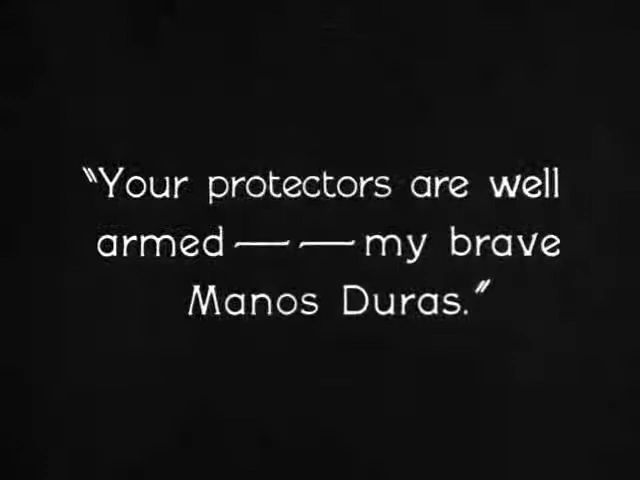 "Your protectors are well
armed — — my brave
Manos Duras."